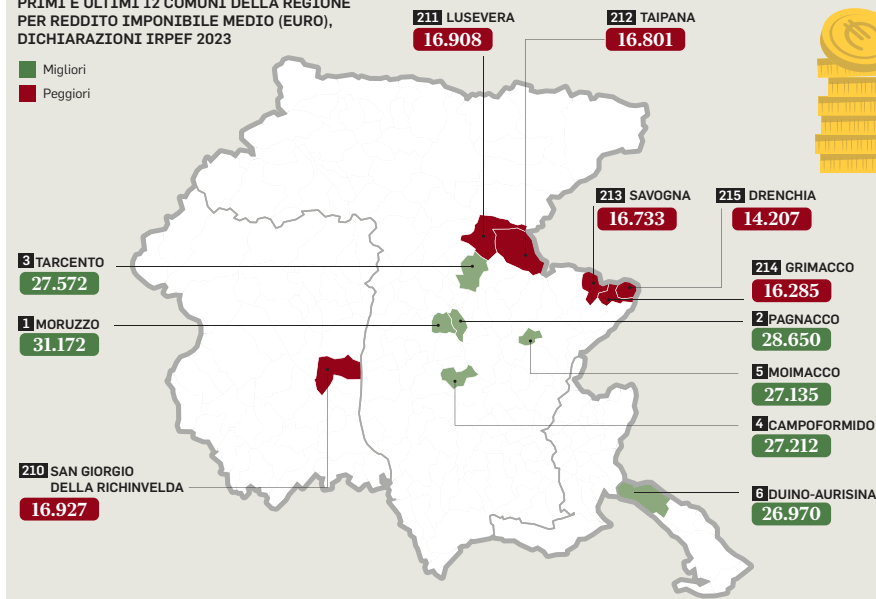 PRIMI E ULTIMI 12 COMUNI DELLA REGIONE
PER REDDITO IMPONIBILE MEDIO (EURO),
DICHIARAZIONI IRPEF 2023
Migliori
Peggiori
211 LUSEVERA
16.908
212 TAIPANA
16.801
213 SAVOGNA
16.733
215 DRENCHIA
14.207
3 TARCENTO
27.572
214 GRIMACCO
16.285
1 MORUZZO
31.172
2 PAGNACCO
28.650
5 MOIMACCO
27.135
4 CAMPOFORMIDO
27.212
210 SAN GIORGIO
DELLA RICHINVELDA
16.927
6 DUINO-AURISINA
26.970